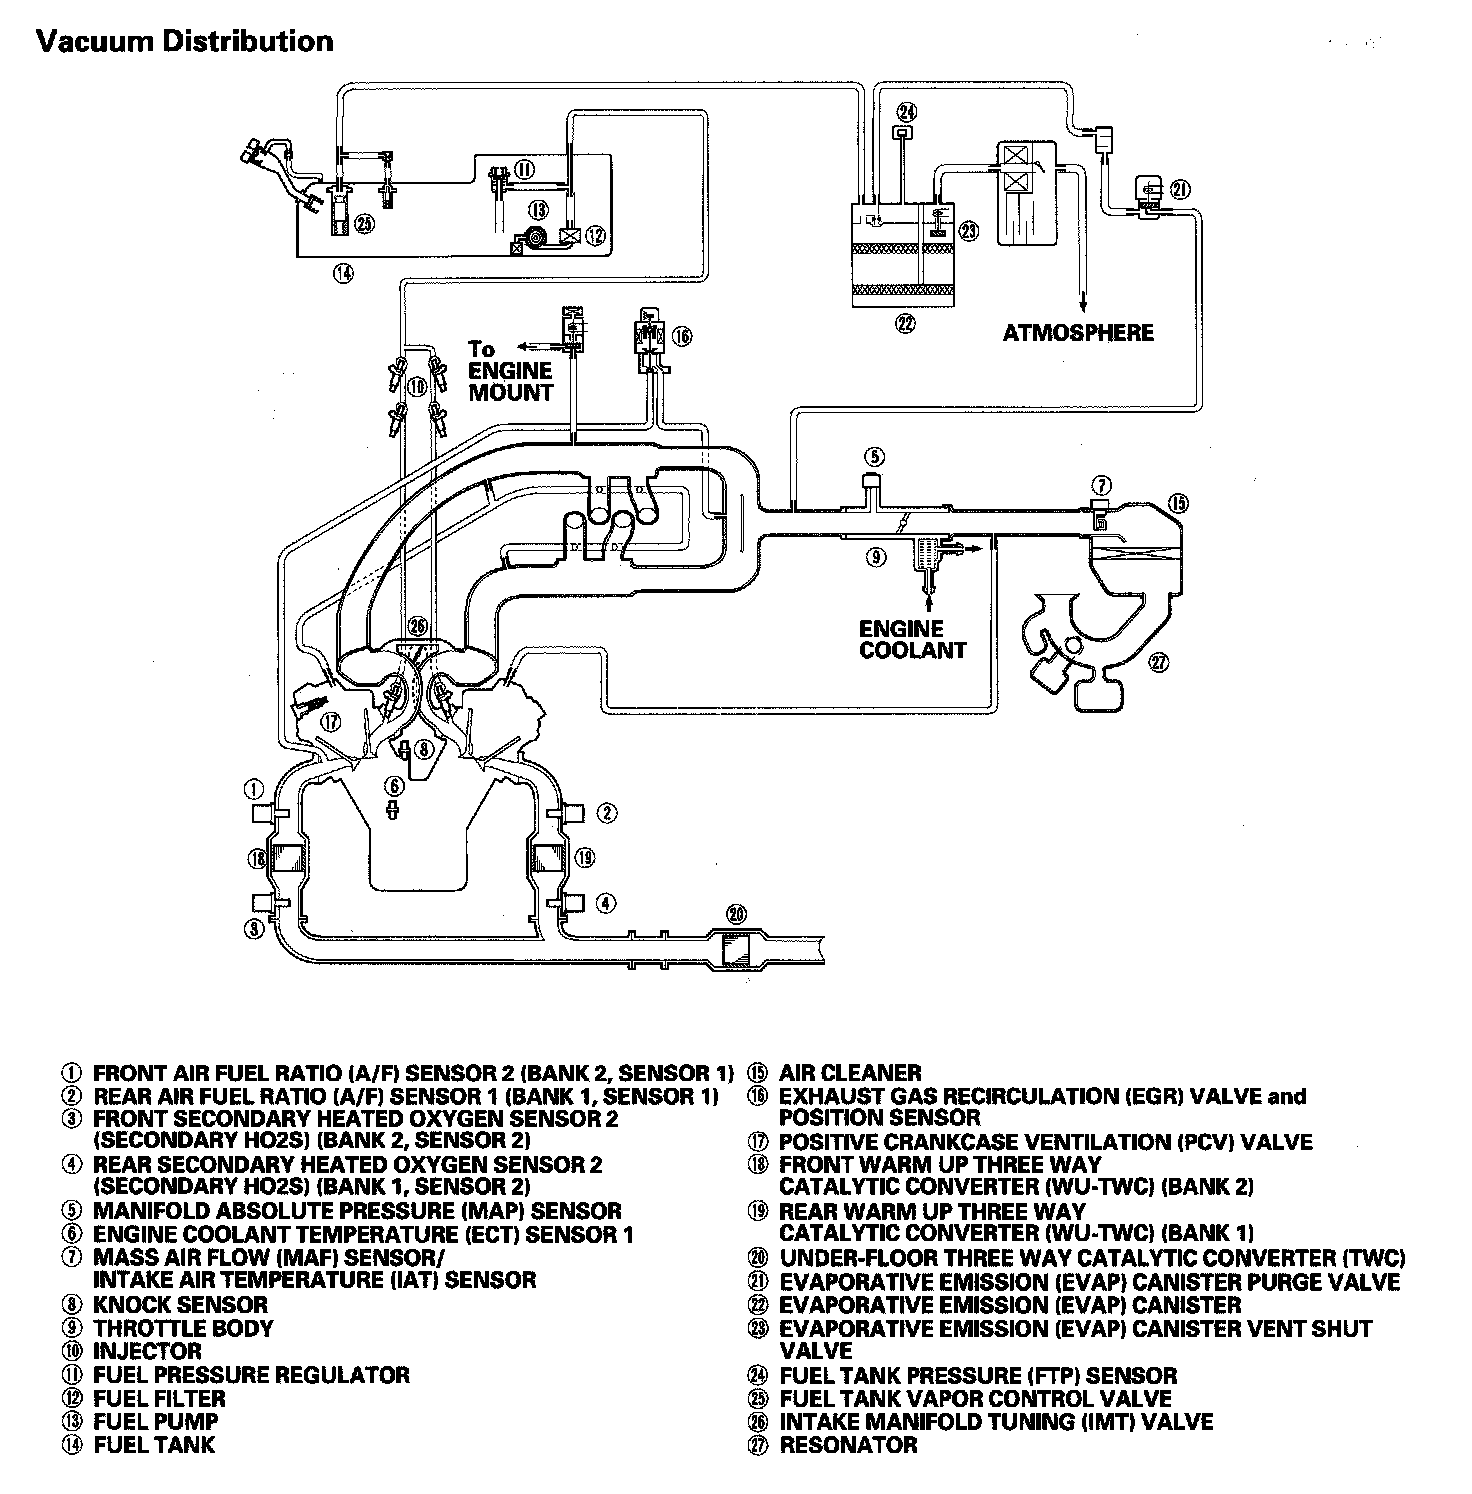 Vacuum Distribution
24
11
21
25
13
12
23
14
22
ATMOSPHERE
16
To
ENGINE
MOUNT
10
5
7
15
9
26
ENGINE
COOLANT
27
17
8
6
1
2
18
19
3
4
20
① FRONT AIR FUEL RATIO (A/F) SENSOR 2 (BANK 2, SENSOR 1)
② REAR AIR FUEL RATIO (A/F) SENSOR 1 (BANK 1, SENSOR 1)
③ FRONT SECONDARY HEATED OXYGEN SENSOR 2
(SECONDARY HO2S) (BANK 2, SENSOR 2)
④ REAR SECONDARY HEATED OXYGEN SENSOR 2
(SECONDARY HO2S) (BANK 1, SENSOR 2)
⑤ MANIFOLD ABSOLUTE PRESSURE (MAP) SENSOR
⑥ ENGINE COOLANT TEMPERATURE (ECT) SENSOR 1
⑦ MASS AIR FLOW (MAF) SENSOR/
INTAKE AIR TEMPERATURE (IAT) SENSOR
⑧ KNOCK SENSOR
⑨ THROTTLE BODY
⑩ INJECTOR
⑪ FUEL PRESSURE REGULATOR
⑫ FUEL FILTER
⑬ FUEL PUMP
⑭ FUEL TANK
⑮ AIR CLEANER
⑯ EXHAUST GAS RECIRCULATION (EGR) VALVE and
POSITION SENSOR
⑰ POSITIVE CRANKCASE VENTILATION (PCV) VALVE
⑱ FRONT WARM UP THREE WAY
CATALYTIC CONVERTER (WU-TWC) (BANK 2)
⑲ REAR WARM UP THREE WAY
CATALYTIC CONVERTER (WU-TWC) (BANK 1)
⑳ UNDER-FLOOR THREE WAY CATALYTIC CONVERTER (TWC)
㉑ EVAPORATIVE EMISSION (EVAP) CANISTER PURGE VALVE
㉒ EVAPORATIVE EMISSION (EVAP) CANISTER
㉓ EVAPORATIVE EMISSION (EVAP) CANISTER VENT SHUT
VALVE
㉔ FUEL TANK PRESSURE (FTP) SENSOR
㉕ FUEL TANK VAPOR CONTROL VALVE
㉖ INTAKE MANIFOLD TUNING (IMT) VALVE
㉗ RESONATOR